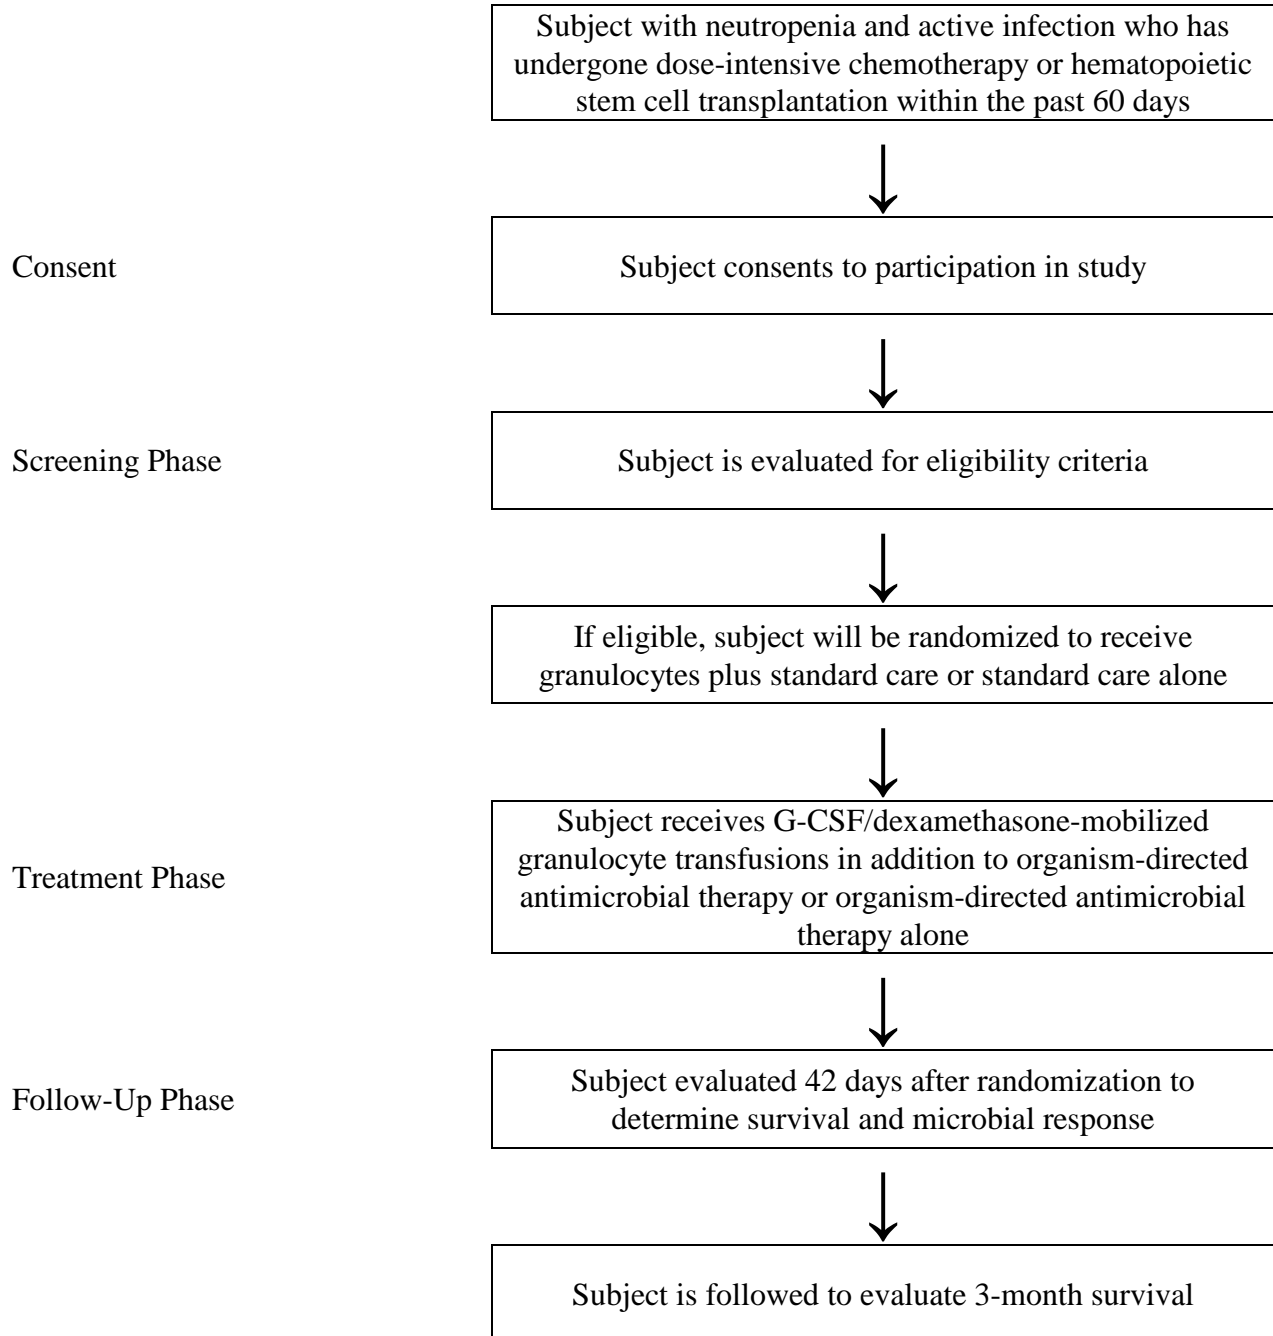 Subject with neutropenia and active infection who has
undergone dose-intensive chemotherapy or hematopoietic
stem cell transplantation within the past 60 days
Consent
Subject consents to participation in study
Screening Phase
Subject is evaluated for eligibility criteria
If eligible, subject will be randomized to receive
granulocytes plus standard care or standard care alone
Treatment Phase
Subject receives G-CSF/dexamethasone-mobilized
granulocyte transfusions in addition to organism-directed
antimicrobial therapy or organism-directed antimicrobial
therapy alone
Follow-Up Phase
Subject evaluated 42 days after randomization to
determine survival and microbial response
Subject is followed to evaluate 3-month survival